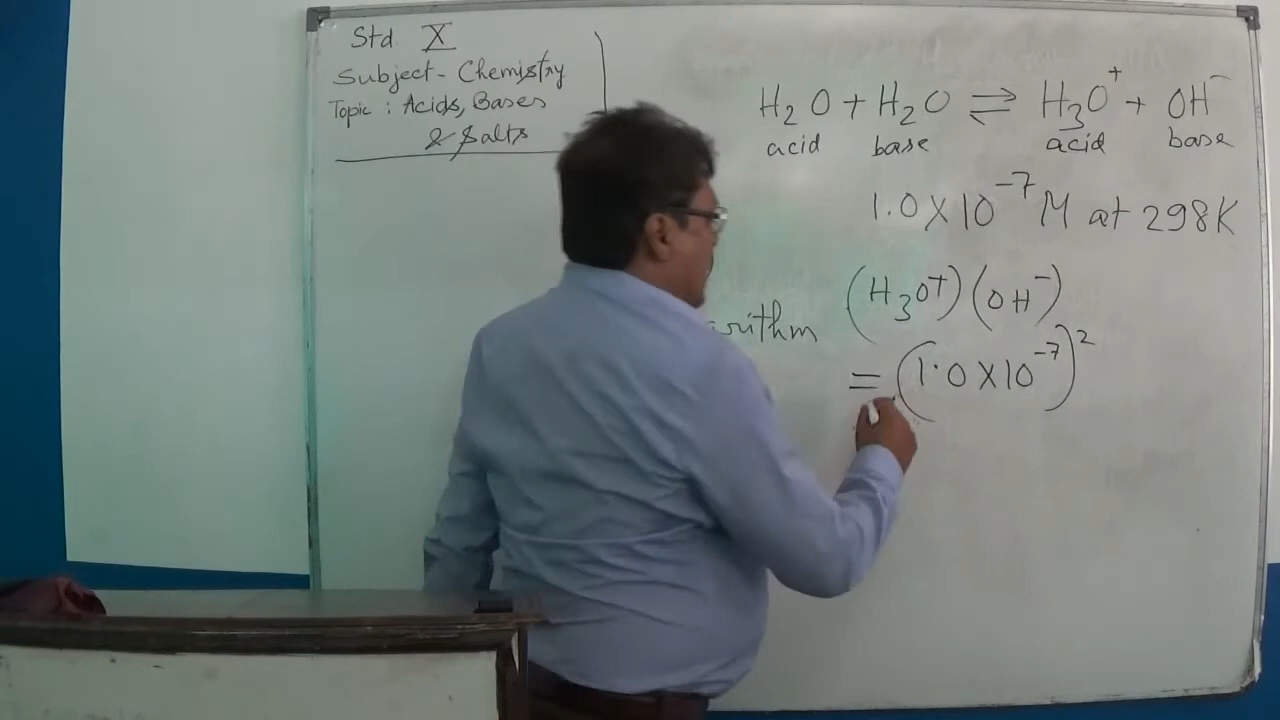 Std X
Subject - Chemistry
Topic : Acids, Bases
& Salts
H₂O + H₂O ⇌ H₃O⁺ + OH⁻
acid base acid base
1.0 X 10⁻⁷ M at 298K
(H₃O⁺) (OH⁻)
= (1.0 X 10⁻⁷)²